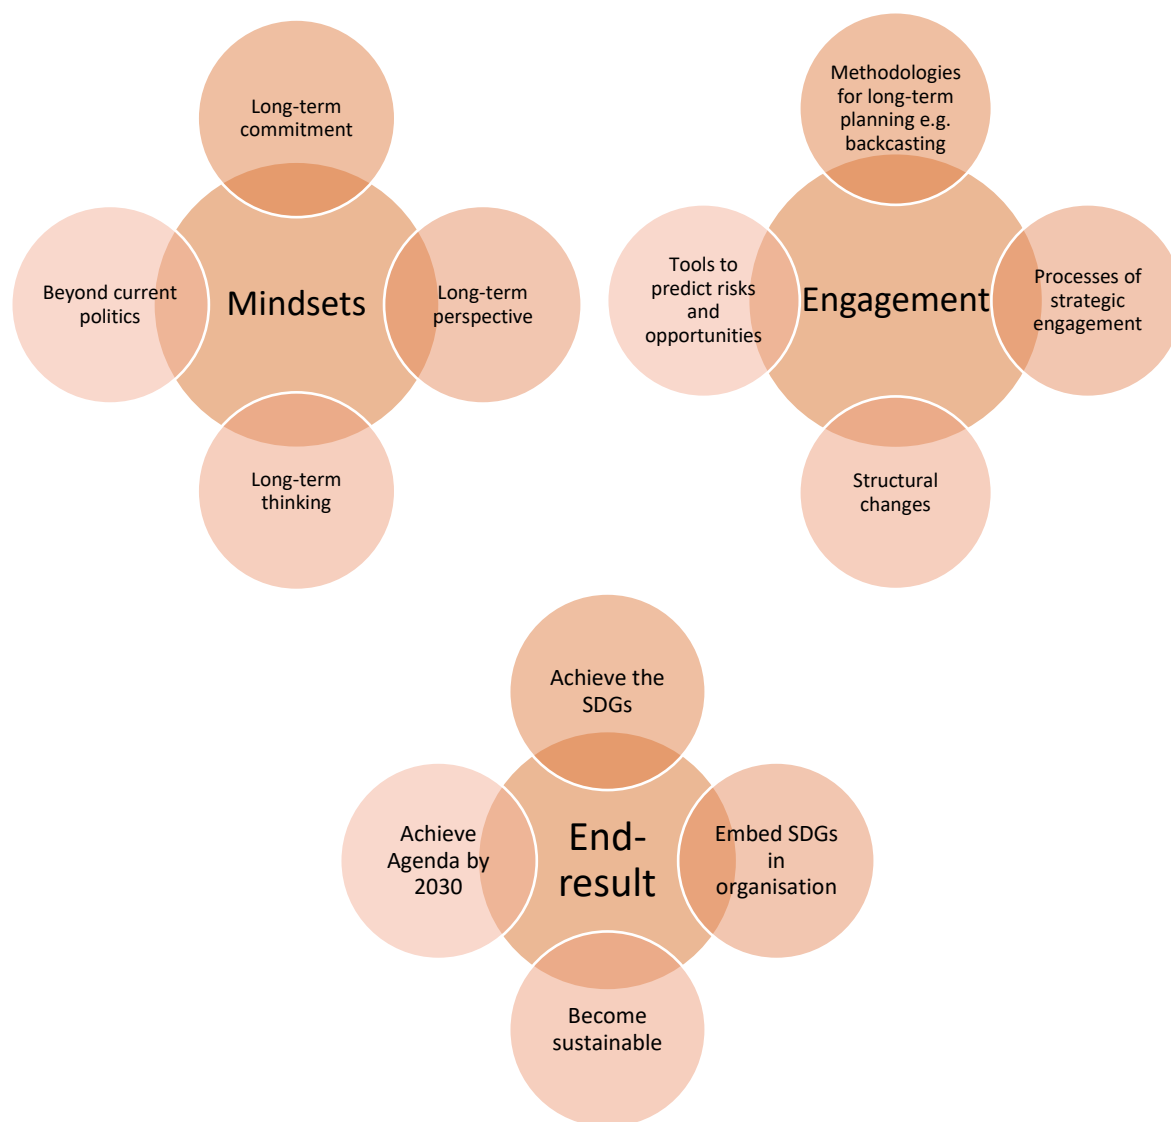 Long-term
commitment
Beyond current
politics
Mindsets
Long-term
perspective
Long-term
thinking
Methodologies
for long-term
planning e.g.
backcasting
Tools to
predict risks
and
opportunities
Engagement
Processes of
strategic
engagement
Structural
changes
Achieve the
SDGs
Achieve
Agenda by
2030
End-
result
Embed SDGs
in
organisation
Become
sustainable